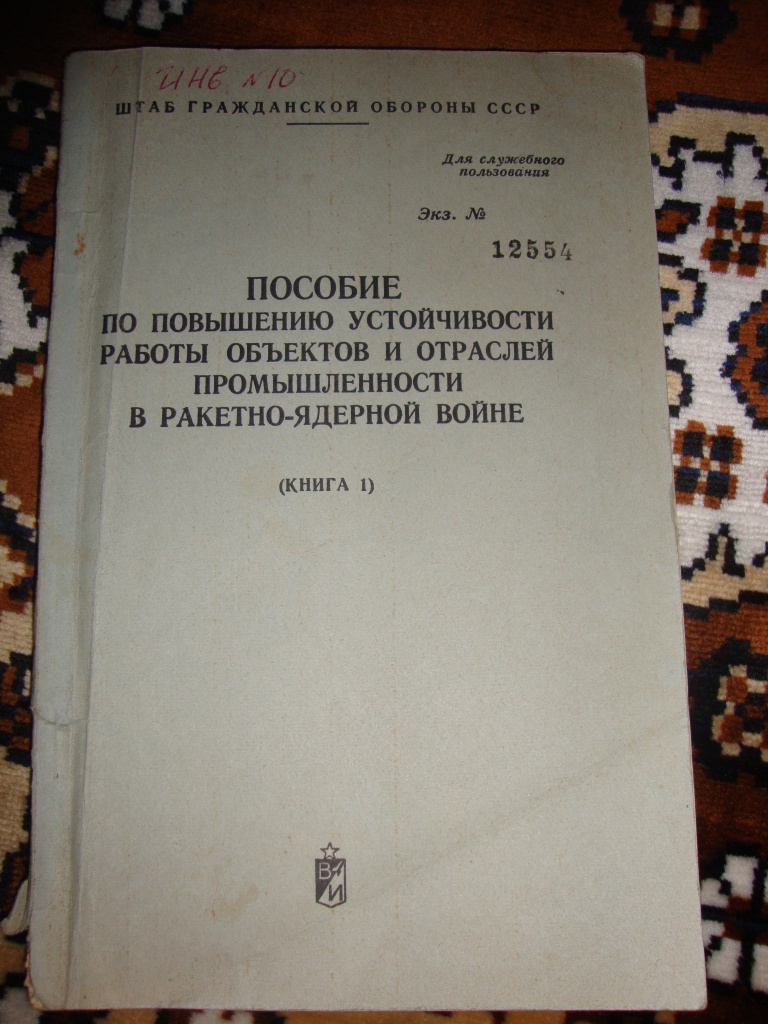 Инв. №10
ШТАБ ГРАЖДАНСКОЙ ОБОРОНЫ СССР
Для служебного
пользования
Экз. №
12554
ПОСОБИЕ
ПО ПОВЫШЕНИЮ УСТОЙЧИВОСТИ
РАБОТЫ ОБЪЕКТОВ И ОТРАСЛЕЙ
ПРОМЫШЛЕННОСТИ
В РАКЕТНО-ЯДЕРНОЙ ВОЙНЕ
(КНИГА 1)
В
И